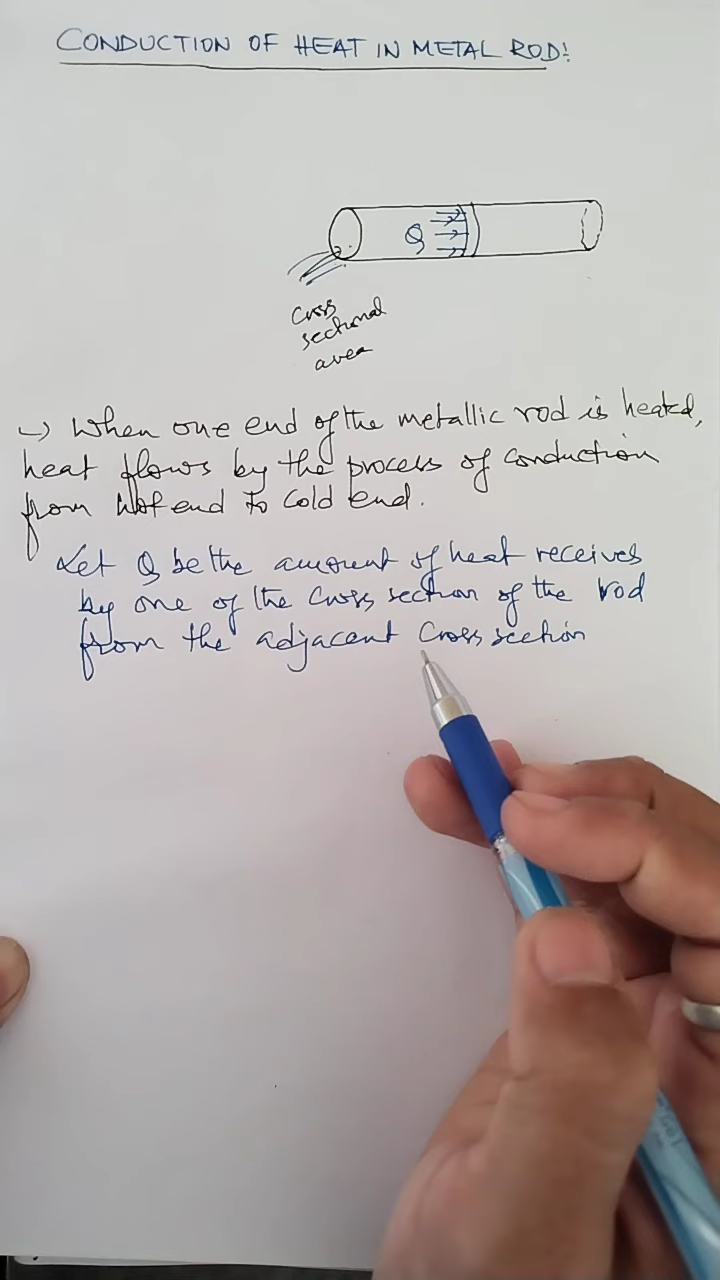 CONDUCTION OF HEAT IN METAL ROD:
Q
Cross
sectional
area
→ When one end of the metallic rod is heated,
heat flows by the process of conduction
from hot end to cold end.
Let Q be the amount of heat receives
by one of the cross section of the rod
from the adjacent cross section